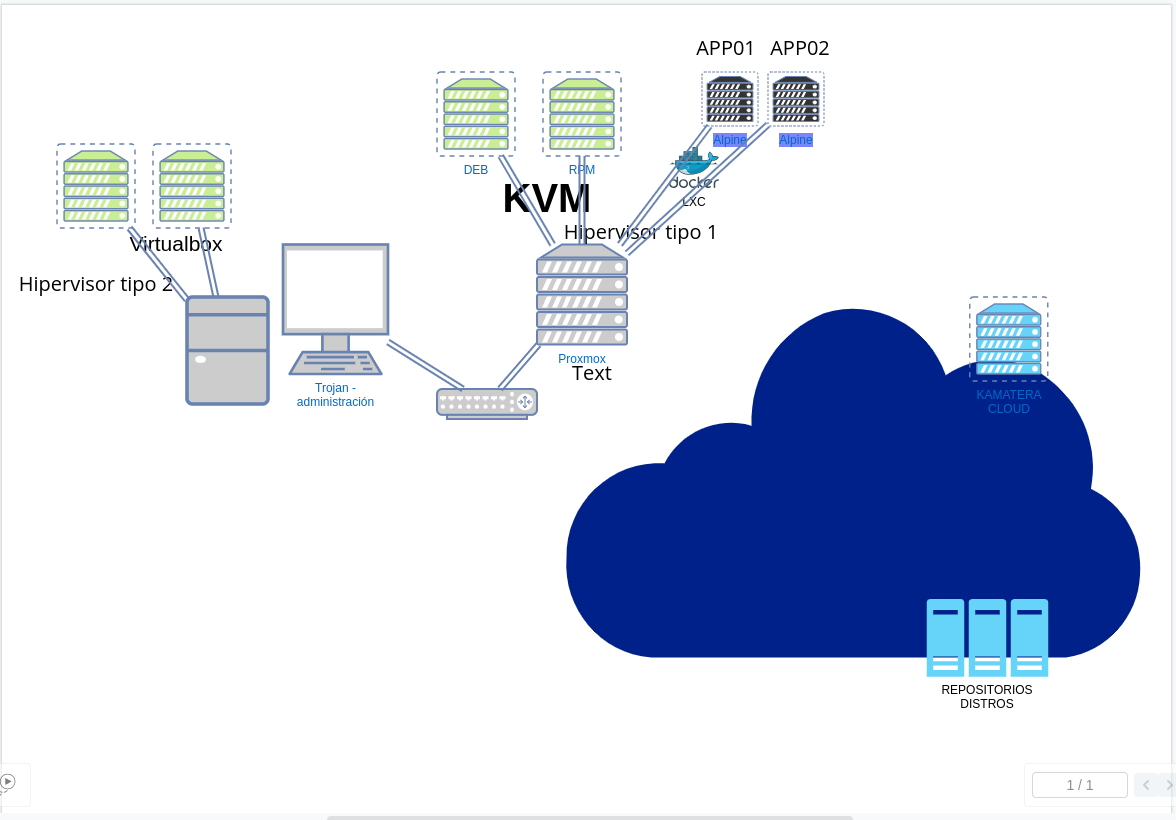 APP01 APP02
Alpine Alpine
DEB RPM
docker
LXC
KVM
Hipervisor tipo 1
Virtualbox
Hipervisor tipo 2
Proxmox
Text
Trojan -
administración
KAMATERA
CLOUD
REPOSITORIOS
DISTROS
1 / 1